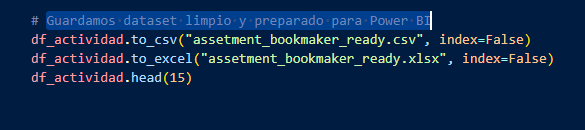 # Guardamos dataset limpio y preparado para Power BI
df_actividad.to_csv("assetment_bookmaker_ready.csv", index=False)
df_actividad.to_excel("assetment_bookmaker_ready.xlsx", index=False)
df_actividad.head(15)